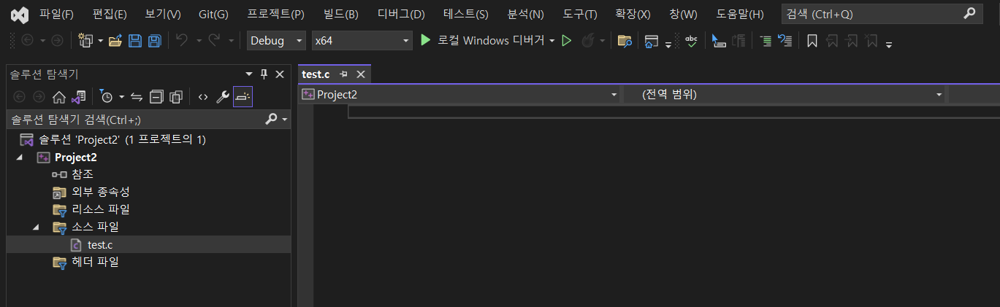 파일(F) 편집(E) 보기(V) Git(G) 프로젝트(P) 빌드(B) 디버그(D) 테스트(S) 분석(N) 도구(T) 확장(X) 창(W) 도움말(H) 검색 (Ctrl+Q)
Debug x64 로컬 Windows 디버거 abc
솔루션 탐색기
test.c
Project2 (전역 범위)
솔루션 탐색기 검색(Ctrl+;)
솔루션 'Project2' (1 프로젝트의 1)
Project2
참조
외부 종속성
리소스 파일
소스 파일
test.c
헤더 파일